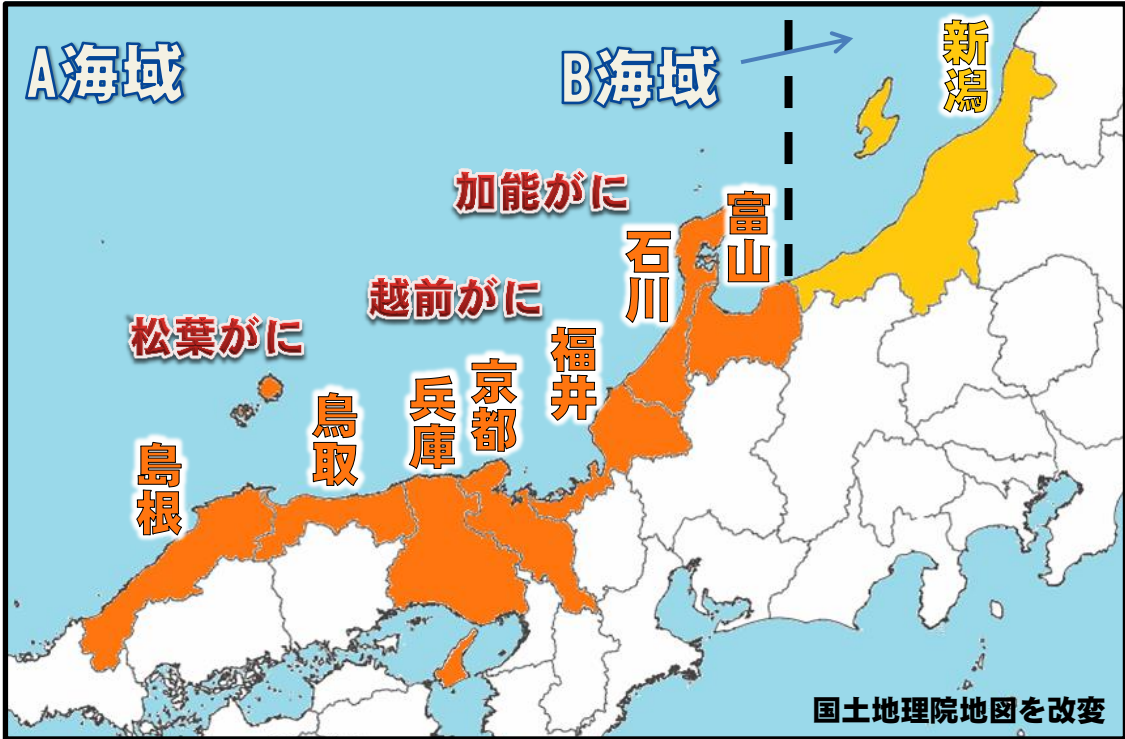 A海域
B海域
新潟
加能がに
富山
石川
越前がに
福井
松葉がに
京都
兵庫
鳥取
島根
国土地理院地図を改変